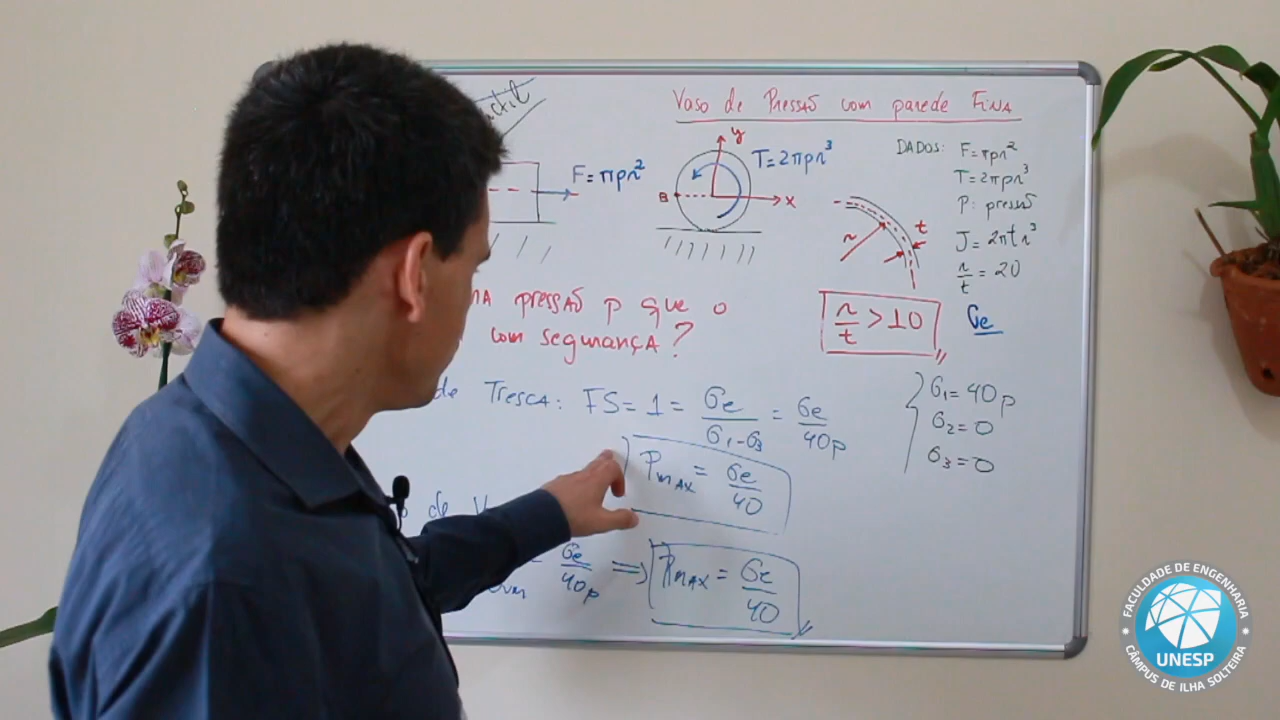 Vaso de Pressão com parede Fina
F = πpr²
y
T = 2πpr³
B
x
r
t
DADOS: F = πpr²
T = 2πpr³
P: pressão
J = 2πtr³
r/t = 20
σe
pressão p que o
com segurança?
r/t > 10
de Tresca: FS = 1 = σe/(σ1-σ3) = σe/40p
Pmax = σe/40
σ1 = 40p
σ2 = 0
σ3 = 0
de
σe/40p ⇒ Pmax = σe/40
FACULDADE DE ENGENHARIA
UNESP
CÂMPUS DE ILHA SOLTEIRA